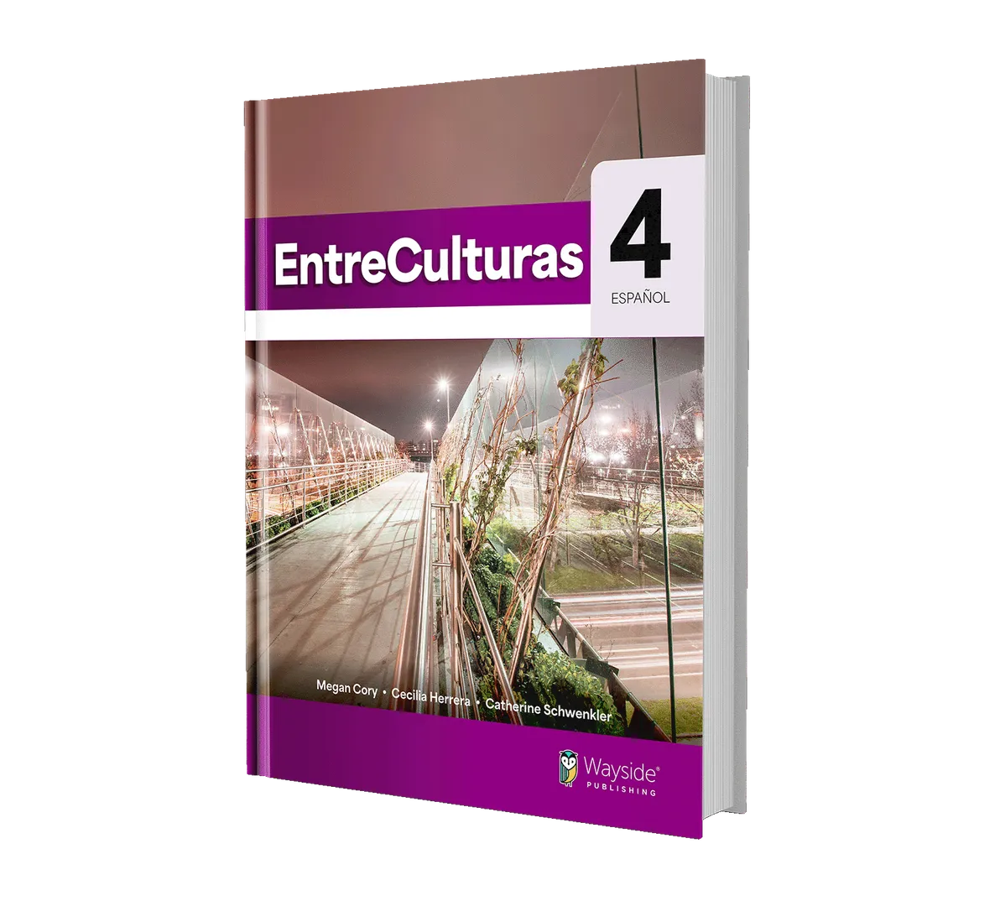 EntreCulturas
4
ESPAÑOL
Megan Cory • Cecilia Herrera • Catherine Schwenkler
Wayside®
PUBLISHING